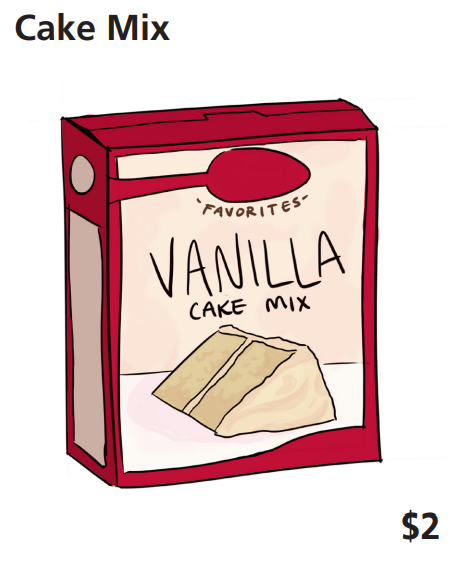 Cake Mix
'FAVORITES-
VANILLA
CAKE MIX
$2